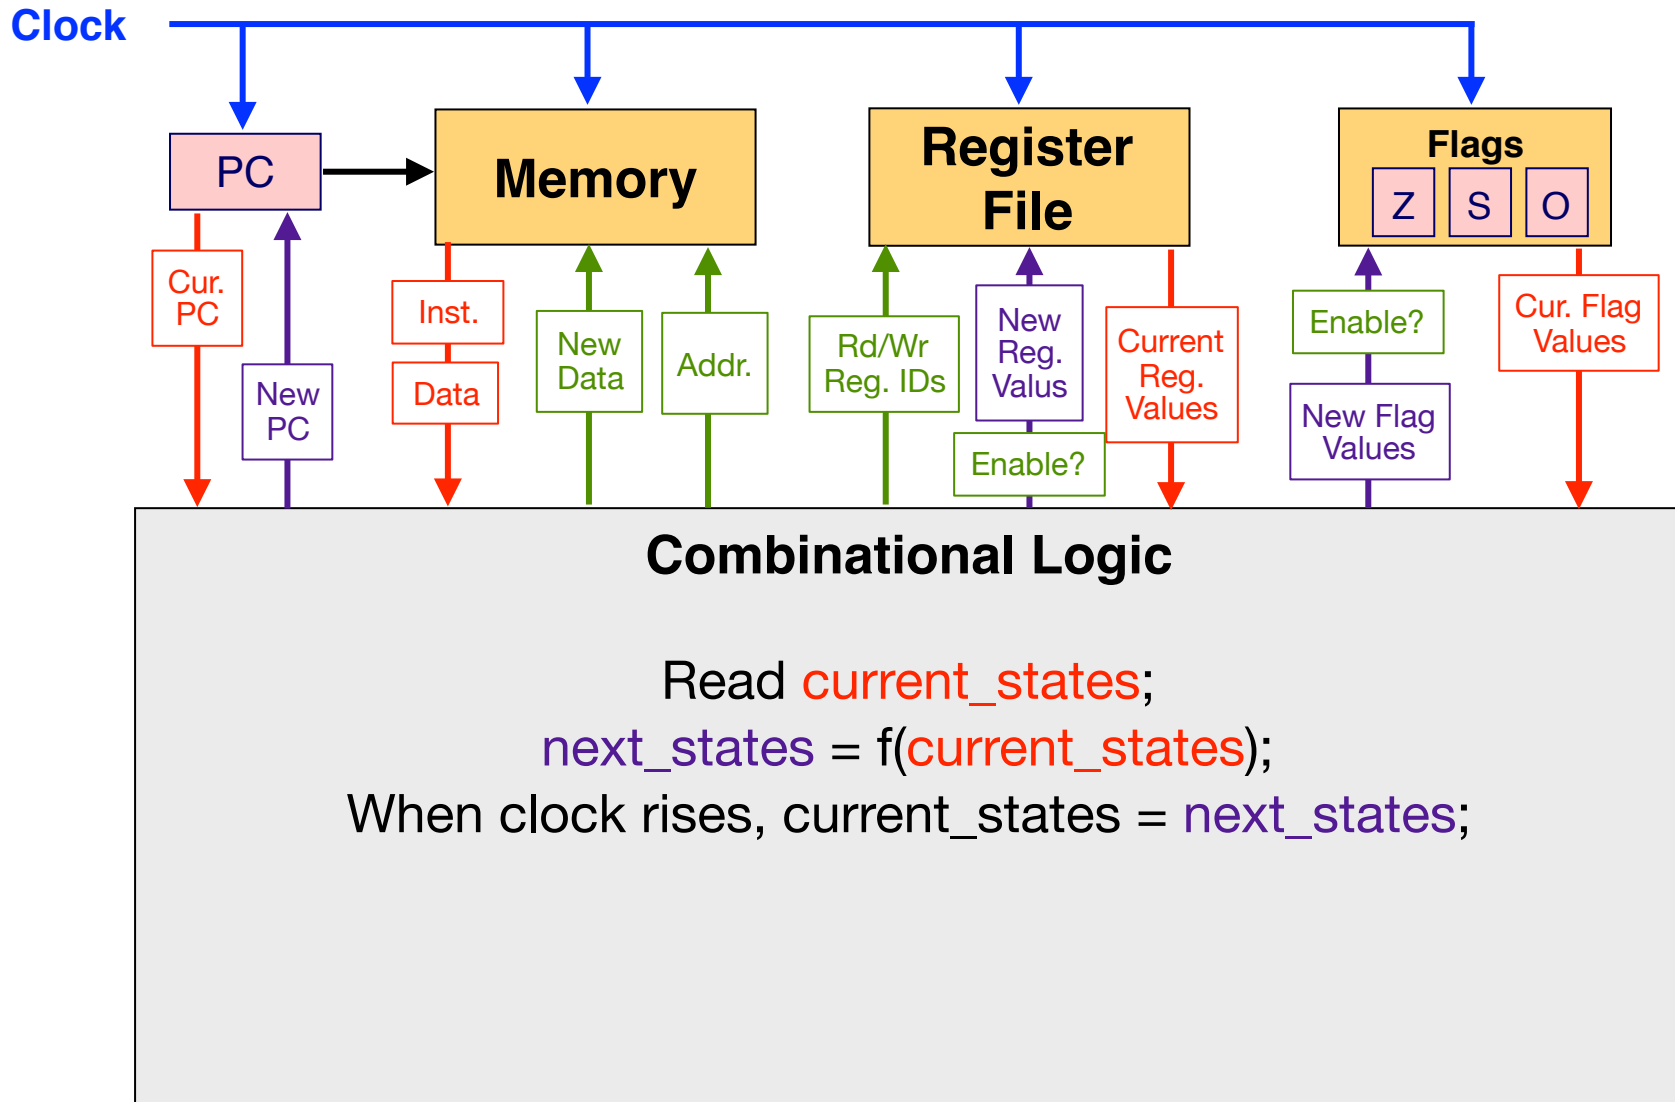 Clock
PC
Memory
Register
File
Flags
Z S O
Cur.
PC
New
PC
Inst.
Data
New
Data
Addr.
Rd/Wr
Reg. IDs
New
Reg.
Valus
Enable?
Current
Reg.
Values
Enable?
New Flag
Values
Cur. Flag
Values
Combinational Logic
Read current_states;
next_states = f(current_states);
When clock rises, current_states = next_states;